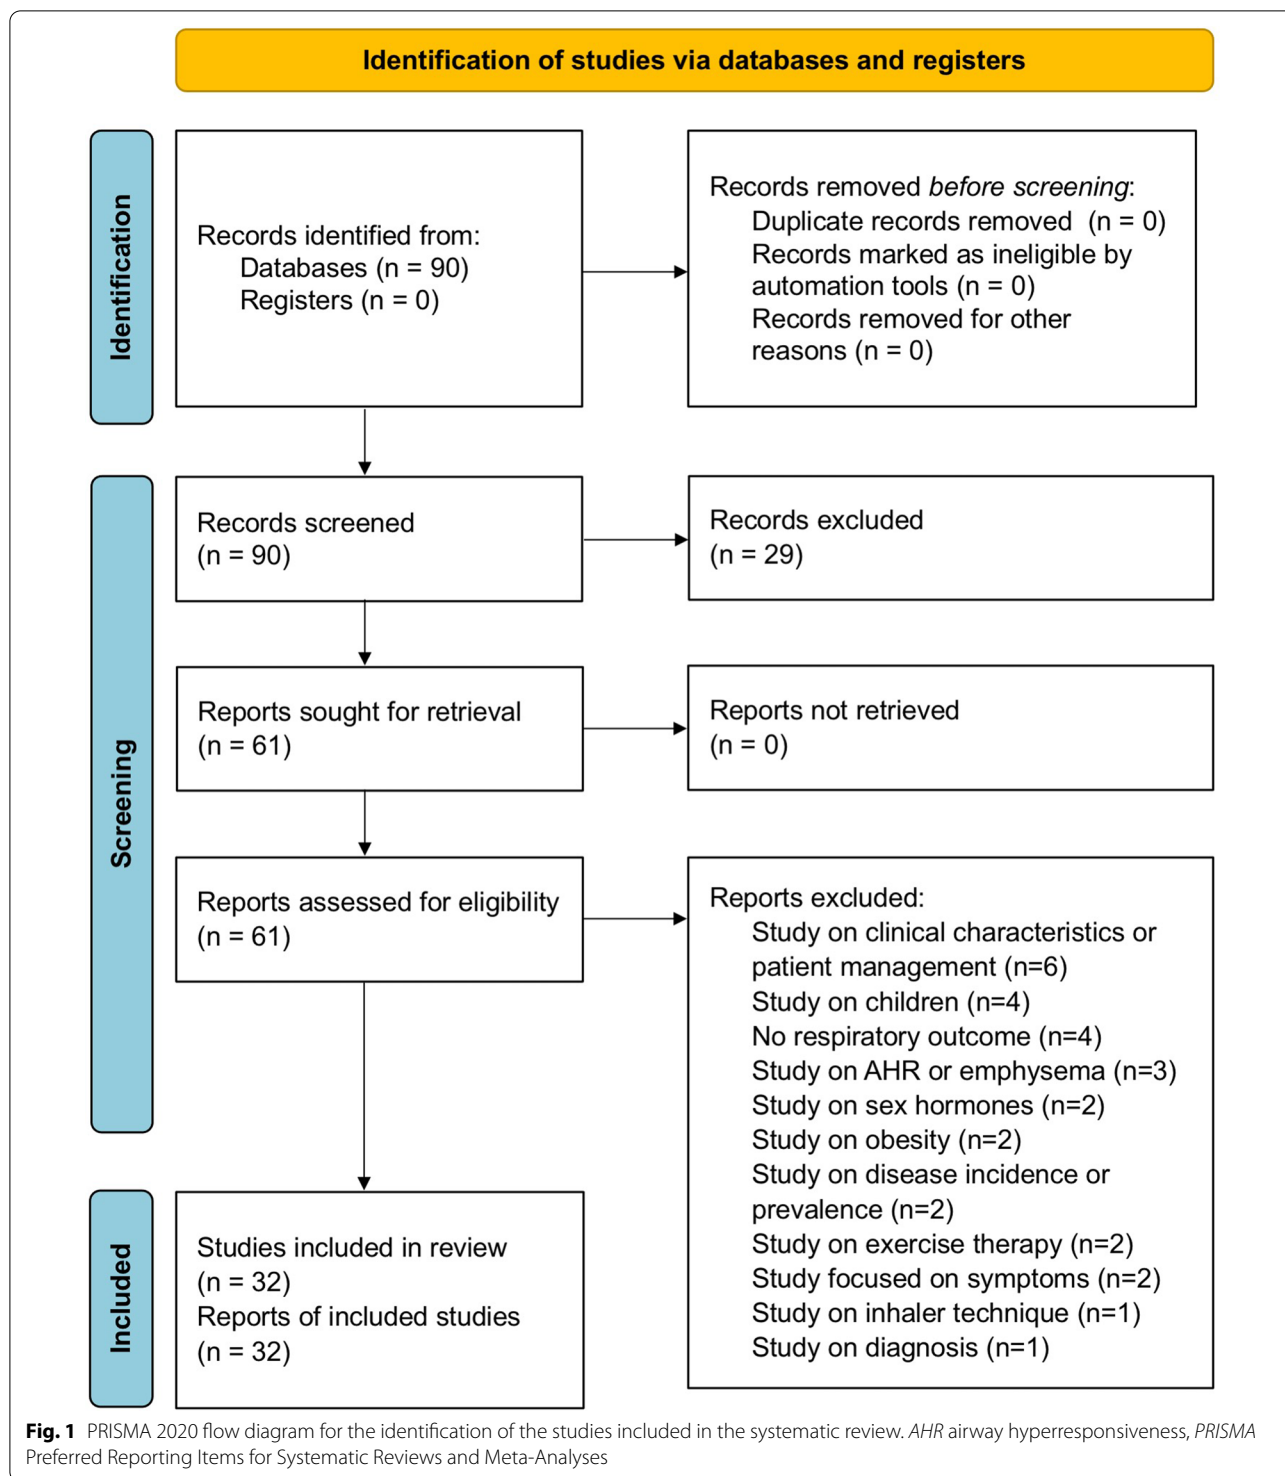 Identification of studies via databases and registers
Identification
Records identified from:
Databases (n = 90)
Registers (n = 0)
Records removed before screening:
Duplicate records removed (n = 0)
Records marked as ineligible by
automation tools (n = 0)
Records removed for other
reasons (n = 0)
Screening
Records screened
(n = 90)
Records excluded
(n = 29)
Reports sought for retrieval
(n = 61)
Reports not retrieved
(n = 0)
Reports assessed for eligibility
(n = 61)
Reports excluded:
Study on clinical characteristics or
patient management (n=6)
Study on children (n=4)
No respiratory outcome (n=4)
Study on AHR or emphysema (n=3)
Study on sex hormones (n=2)
Study on obesity (n=2)
Study on disease incidence or
prevalence (n=2)
Study on exercise therapy (n=2)
Study focused on symptoms (n=2)
Study on inhaler technique (n=1)
Study on diagnosis (n=1)
Included
Studies included in review
(n = 32)
Reports of included studies
(n = 32)
Fig. 1 PRISMA 2020 flow diagram for the identification of the studies included in the systematic review. AHR airway hyperresponsiveness, PRISMA
Preferred Reporting Items for Systematic Reviews and Meta-Analyses